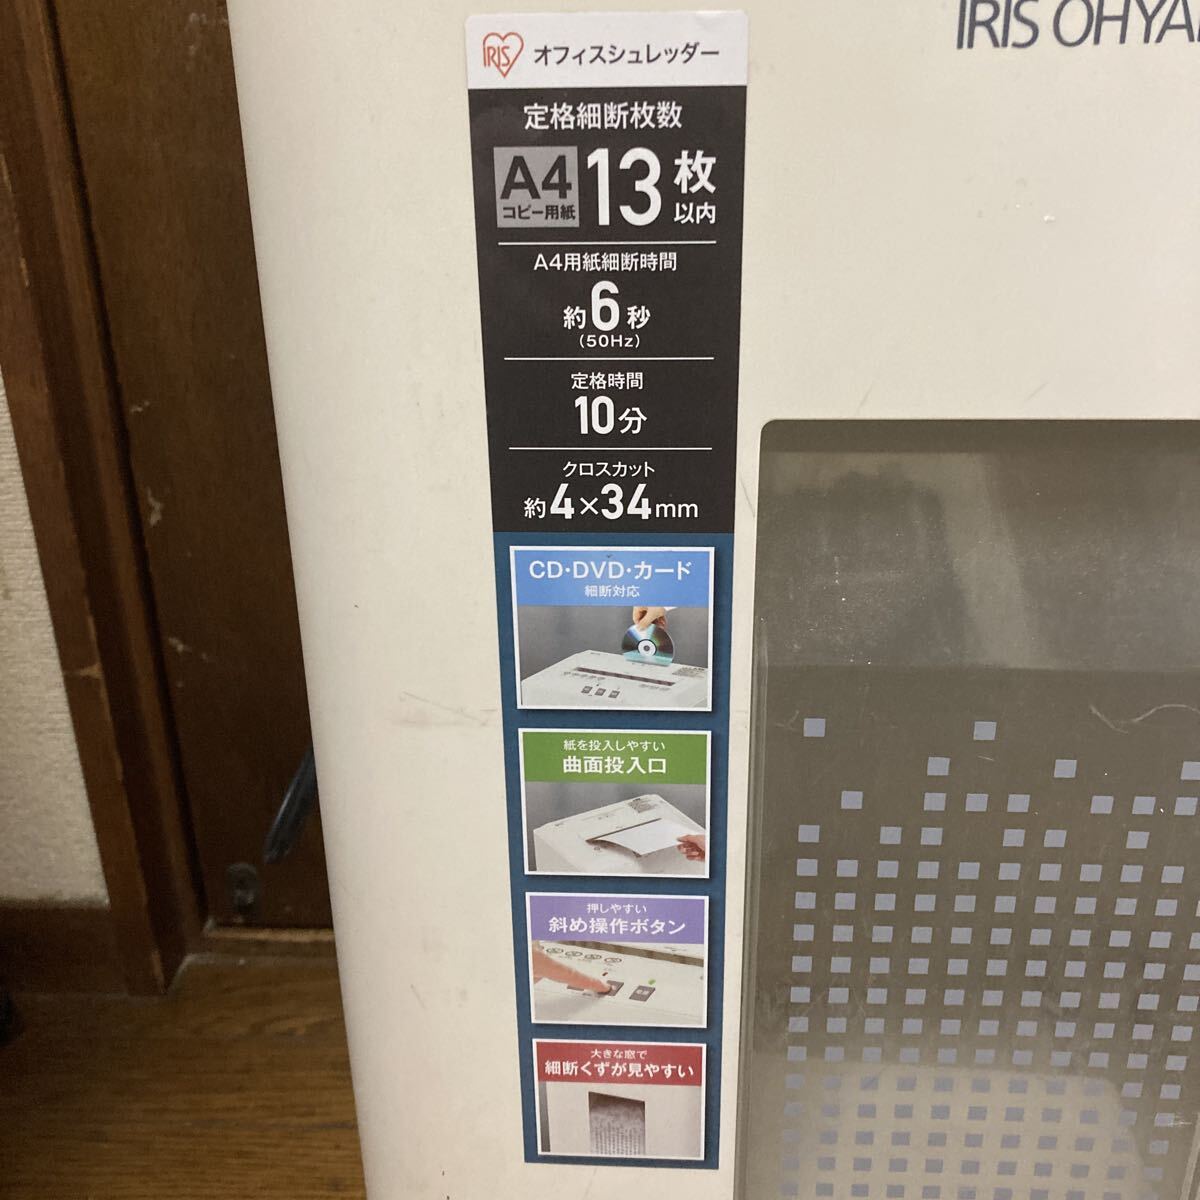 IRIS OHYA
IRIS オフィスシュレッダー
定格細断枚数
A4 コピー用紙 13枚以内
A4用紙細断時間
約6秒
(50Hz)
定格時間
10分
クロスカット
約4×34mm
CD・DVD・カード
細断対応
紙を投入しやすい
曲面投入口
押しやすい
斜め操作ボタン
大きな窓で
細断くずが見やすい